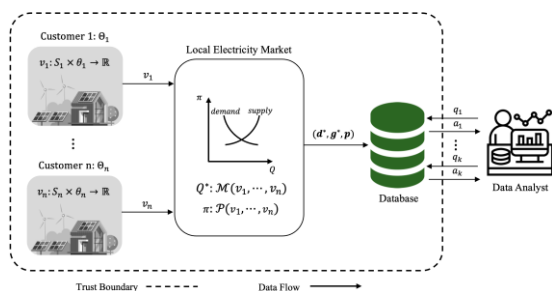 Customer 1: Θ₁
v₁: S₁ × θ₁ → ℝ
v₁
⋮
Customer n: Θₙ
vₙ: Sₙ × θₙ → ℝ
vₙ
Local Electricity Market
π
demand supply
Q
Q*: ℳ(v₁, ⋯, vₙ)
π: 𝒫(v₁, ⋯, vₙ)
(d*, g*, p)
Database
q₁
a₁
⋮
qₖ
aₖ
Data Analyst
Trust Boundary
Data Flow